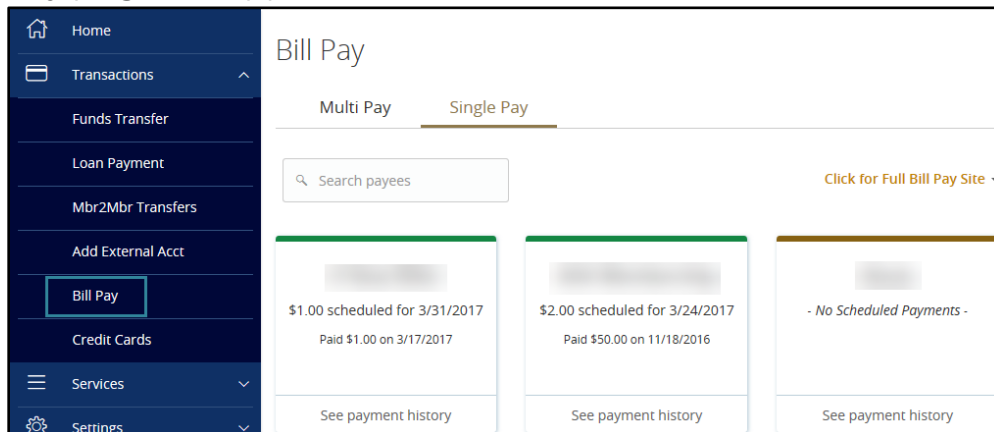 Home
Transactions
Funds Transfer
Loan Payment
Mbr2Mbr Transfers
Add External Acct
Bill Pay
Credit Cards
Services
Settings
Bill Pay
Multi Pay Single Pay
Search payees
Click for Full Bill Pay Site
$1.00 scheduled for 3/31/2017
Paid $1.00 on 3/17/2017
See payment history
$2.00 scheduled for 3/24/2017
Paid $50.00 on 11/18/2016
See payment history
- No Scheduled Payments -
See payment history